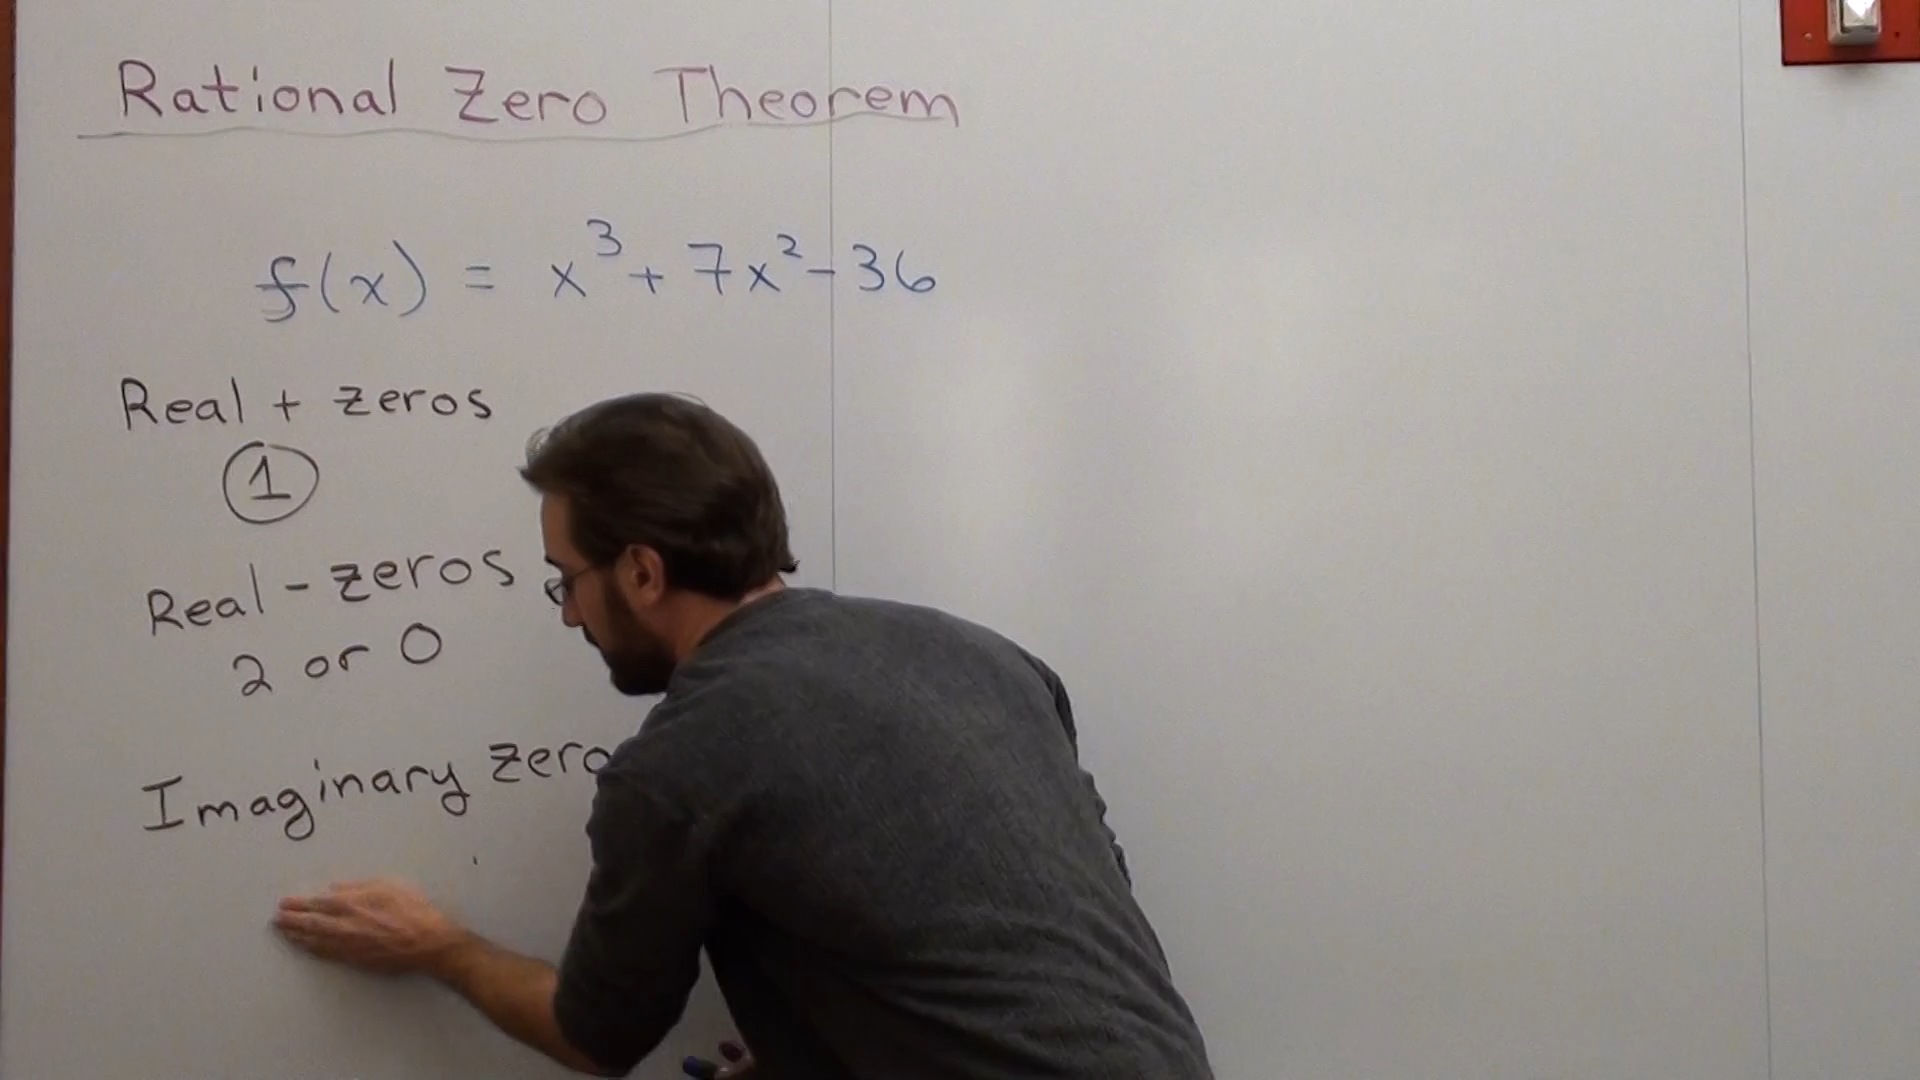 Rational Zero Theorem
f(x) = x³ + 7x² - 36
Real + zeros
1
Real - zeros
2 or 0
Imaginary zero